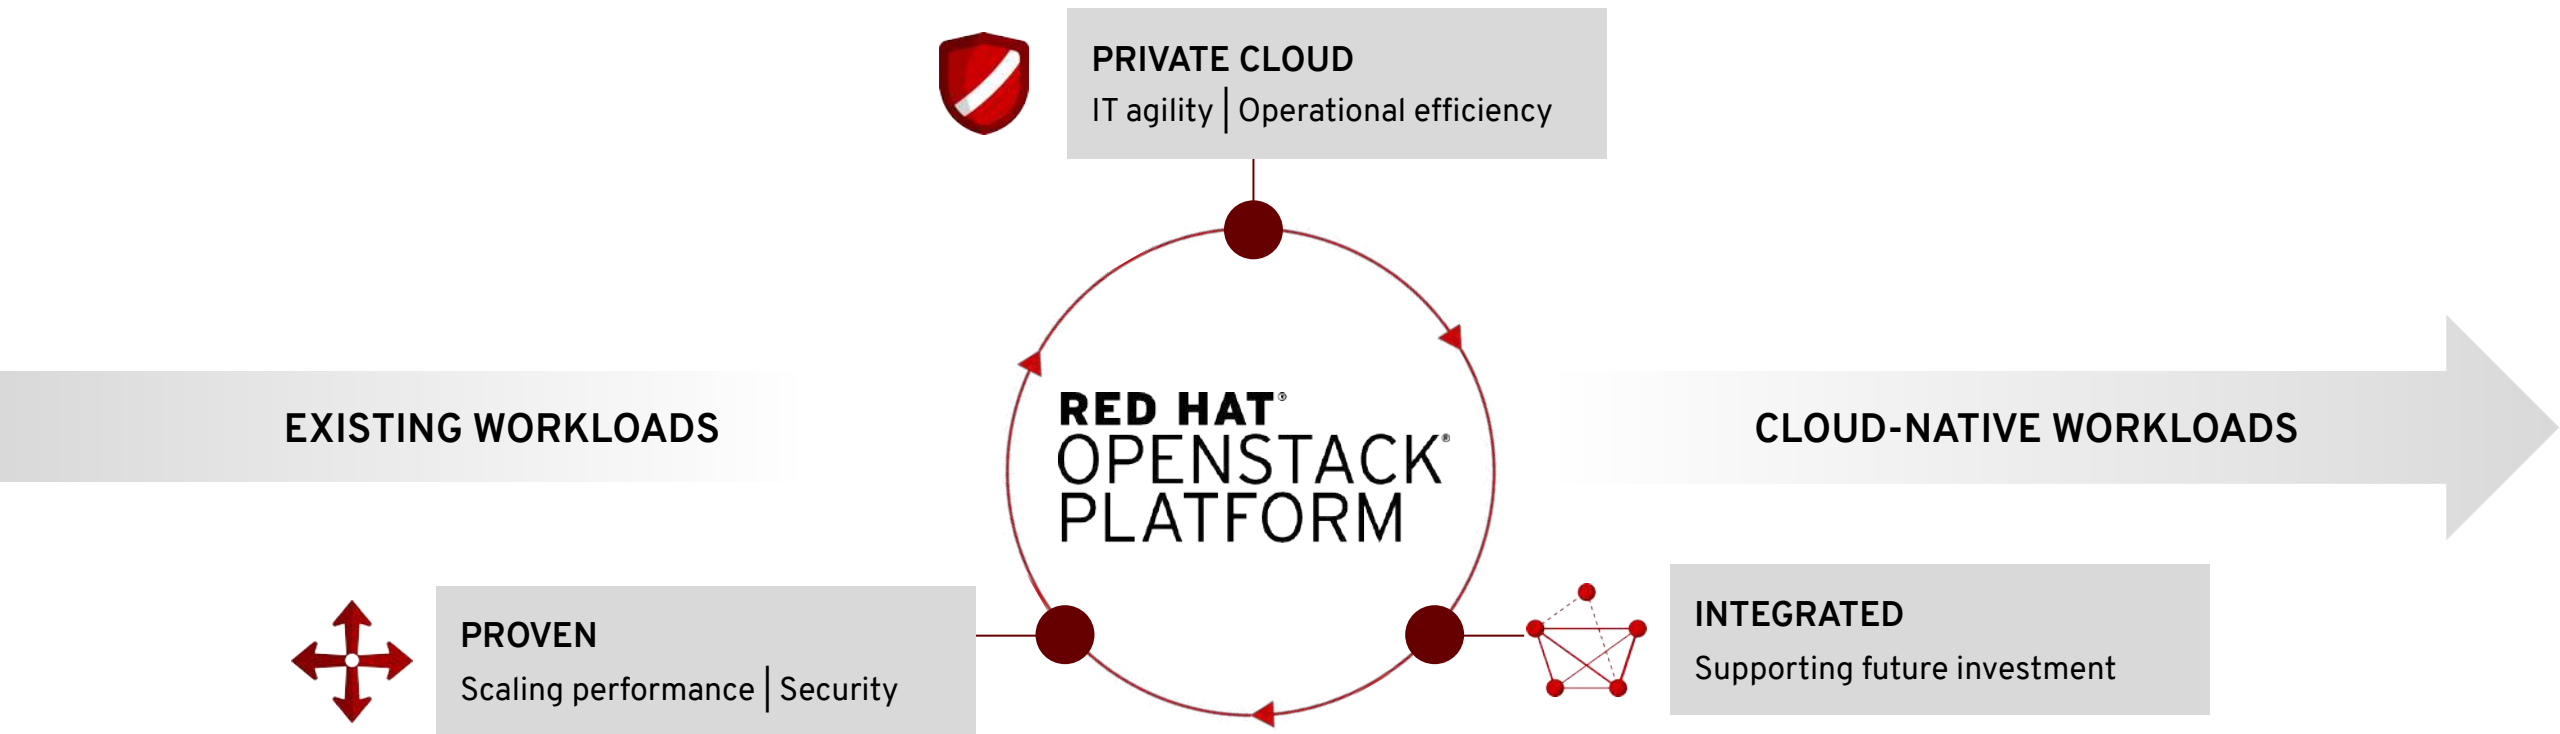 PRIVATE CLOUD
IT agility | Operational efficiency
EXISTING WORKLOADS
RED HAT®
OPENSTACK®
PLATFORM
CLOUD-NATIVE WORKLOADS
PROVEN
Scaling performance | Security
INTEGRATED
Supporting future investment